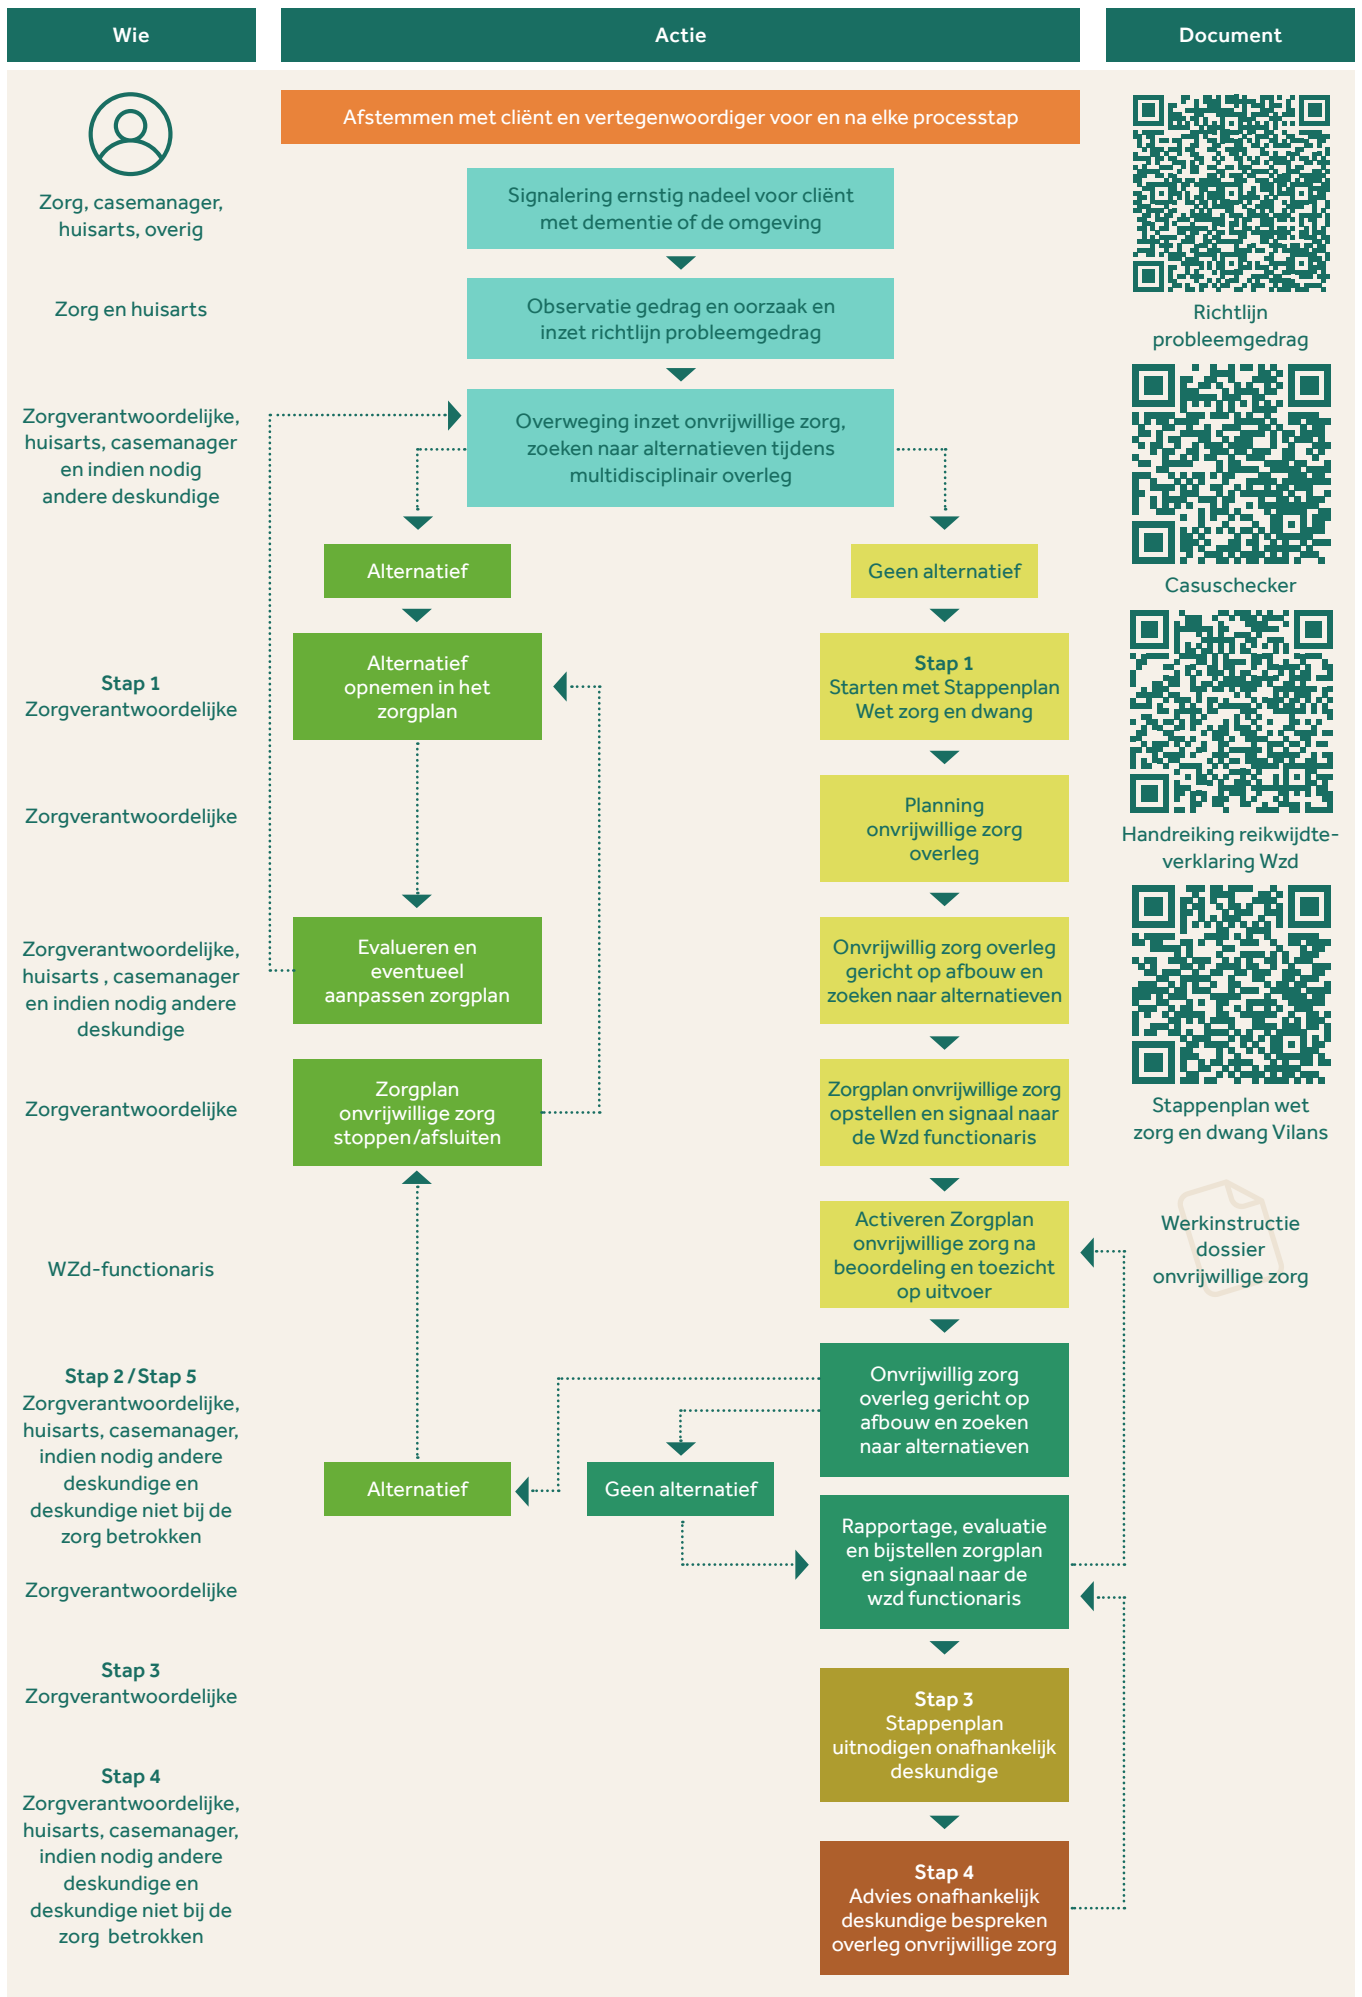 Wie
Actie
Document
Afstemmen met cliënt en vertegenwoordiger voor en na elke processtap
Zorg, casemanager,
huisarts, overig
Signalering ernstig nadeel voor cliënt
met dementie of de omgeving
Zorg en huisarts
Observatie gedrag en oorzaak en
inzet richtlijn probleemgedrag
Richtlijn
probleemgedrag
Zorgverantwoordelijke,
huisarts, casemanager
en indien nodig
andere deskundige
Overweging inzet onvrijwillige zorg,
zoeken naar alternatieven tijdens
multidisciplinair overleg
Alternatief
Geen alternatief
Casuschecker
Stap 1
Zorgverantwoordelijke
Alternatief
opnemen in het
zorgplan
Stap 1
Starten met Stappenplan
Wet zorg en dwang
Zorgverantwoordelijke
Planning
onvrijwillige zorg
overleg
Handreiking reikwijdte-
verklaring Wzd
Zorgverantwoordelijke,
huisarts , casemanager
en indien nodig andere
deskundige
Evalueren en
eventueel
aanpassen zorgplan
Onvrijwillig zorg overleg
gericht op afbouw en
zoeken naar alternatieven
Zorgverantwoordelijke
Zorgplan
onvrijwillige zorg
stoppen/afsluiten
Zorgplan onvrijwillige zorg
opstellen en signaal naar
de Wzd functionaris
Stappenplan wet
zorg en dwang Vilans
WZd-functionaris
Activeren Zorgplan
onvrijwillige zorg na
beoordeling en toezicht
op uitvoer
Werkinstructie
dossier
onvrijwillige zorg
Stap 2/Stap 5
Zorgverantwoordelijke,
huisarts, casemanager,
indien nodig andere
deskundige en
deskundige niet bij de
zorg betrokken
Onvrijwillig zorg
overleg gericht op
afbouw en zoeken
naar alternatieven
Alternatief
Geen alternatief
Zorgverantwoordelijke
Rapportage, evaluatie
en bijstellen zorgplan
en signaal naar de
wzd functionaris
Stap 3
Zorgverantwoordelijke
Stap 3
Stappenplan
uitnodigen onafhankelijk
deskundige
Stap 4
Zorgverantwoordelijke,
huisarts, casemanager,
indien nodig andere
deskundige en
deskundige niet bij de
zorg betrokken
Stap 4
Advies onafhankelijk
deskundige bespreken
overleg onvrijwillige zorg